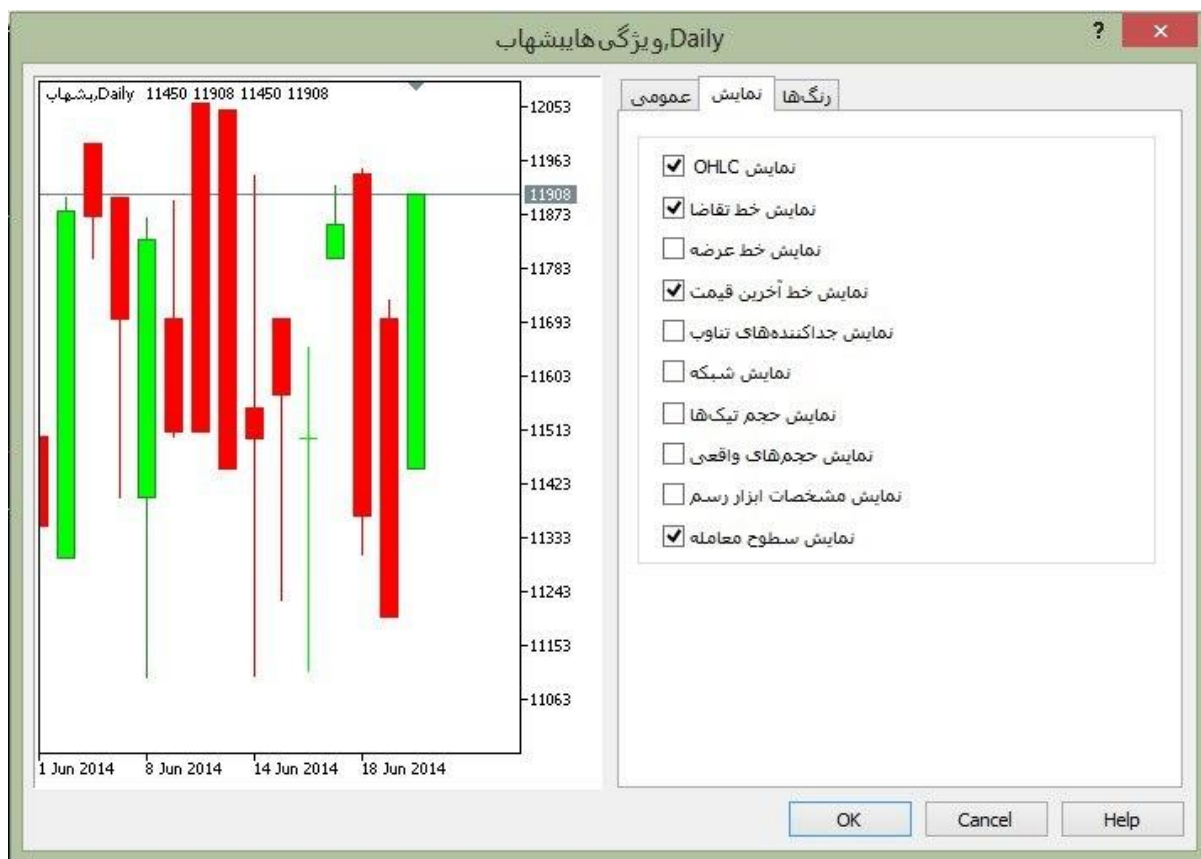 ویژگی هایبشهاب,Daily
?
بشهاب,Daily 11450 11908 11450 11908
12053
11963
11908
11873
11783
11693
11603
11513
11423
11333
11243
11153
11063
1 Jun 2014
8 Jun 2014
14 Jun 2014
18 Jun 2014
عمومی
نمایش
رنگ‌ها
نمایش OHLC
نمایش خط تقاضا
نمایش خط عرضه
نمایش خط آخرین قیمت
نمایش جداکننده‌های تناوب
نمایش شبکه
نمایش حجم تیک‌ها
نمایش حجم‌های واقعی
نمایش مشخصات ابزار رسم
نمایش سطوح معامله
OK
Cancel
Help